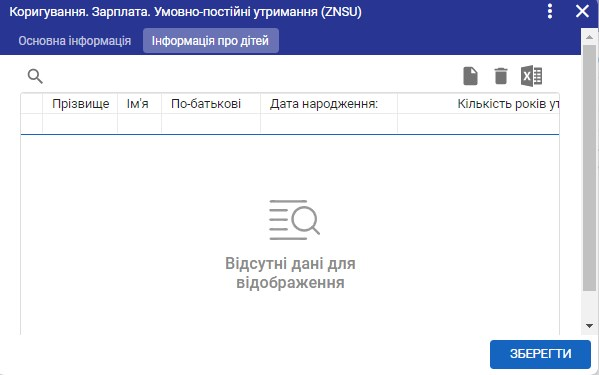 Коригування. Зарплата. Умовно-постійні утримання (ZNSU)
Основна інформація Інформація про дітей
Прізвище Ім'я По-батькові Дата народження: Кількість років ут
Відсутні дані для
відображення
ЗБЕРЕГТИ